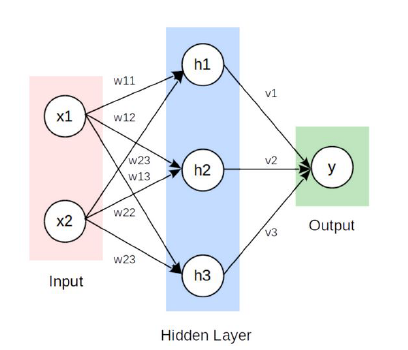 h1
w11
v1
x1
w12
w23
h2
v2
y
w13
x2
w22
Output
v3
w23
h3
Input
Hidden Layer